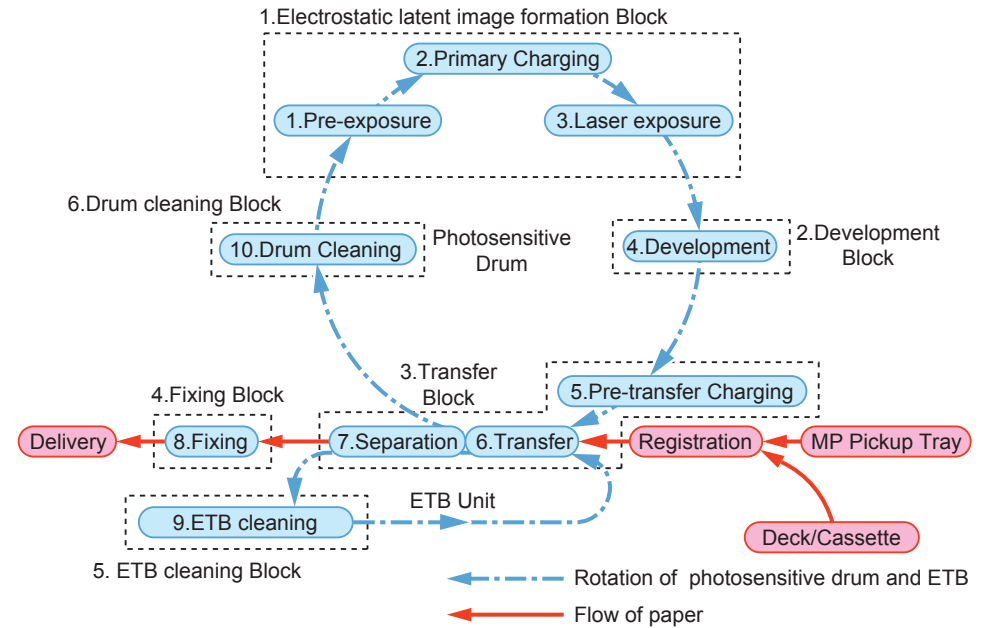 1.Electrostatic latent image formation Block
2.Primary Charging
1.Pre-exposure
3.Laser exposure
6.Drum cleaning Block
10.Drum Cleaning
Photosensitive
Drum
4.Development
2.Development
Block
3.Transfer
Block
5.Pre-transfer Charging
4.Fixing Block
Delivery
8.Fixing
7.Separation
6.Transfer
Registration
MP Pickup Tray
ETB Unit
9.ETB cleaning
Deck/Cassette
5. ETB cleaning Block
Rotation of photosensitive drum and ETB
Flow of paper